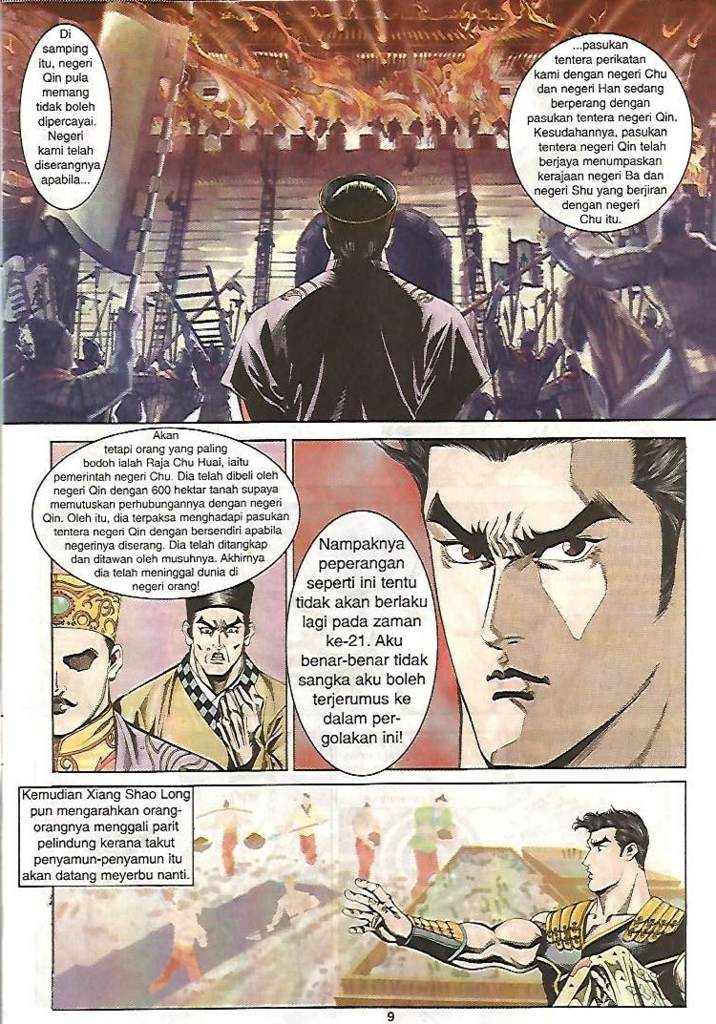 Di
samping
itu, negeri
Qin pula
memang
tidak boleh
dipercayai.
Negeri
kami telah
diserangnya
apabila...
...pasukan
tentera perikatan
kami dengan negeri Chu
dan negeri Han sedang
berperang dengan
pasukan tentera negeri Qin.
Kesudahannya, pasukan
tentera negeri Qin telah
berjaya menumpaskan
kerajaan negeri Ba dan
negeri Shu yang berjiran
dengan negeri
Chu itu.
Akan
tetapi orang yang paling
bodoh ialah Raja Chu Huai, iaitu
pemerintah negeri Chu. Dia telah dibeli oleh
negeri Qin dengan 600 hektar tanah supaya
memutuskan perhubungannya dengan negeri
Qin. Oleh itu, dia terpaksa menghadapi pasukan
tentera negeri Qin dengan bersendiri apabila
negerinya diserang. Dia telah ditangkap
dan ditawan oleh musuhnya. Akhirnya
dia telah meninggal dunia di
negeri orang!
Nampaknya
peperangan
seperti ini tentu
tidak akan berlaku
lagi pada zaman
ke-21. Aku
benar-benar tidak
sangka aku boleh
terjerumus ke
dalam per-
golakan ini!
Kemudian Xiang Shao Long
pun mengarahkan orang-
orangnya menggali parit
pelindung kerana takut
penyamun-penyamun itu
akan datang meyerbu nanti.
9